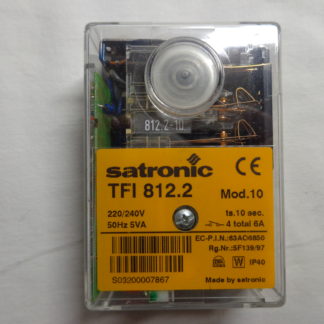 812.2-10
satronic
CE
TFI 812.2
Mod.10
220/240V
ts.10 sec.
50Hz 5VA
4 total 6A
EC-P.I.N.:63AO6850
Rg.Nr.:5F139/97
IP40
S03200007867
Made by satronic